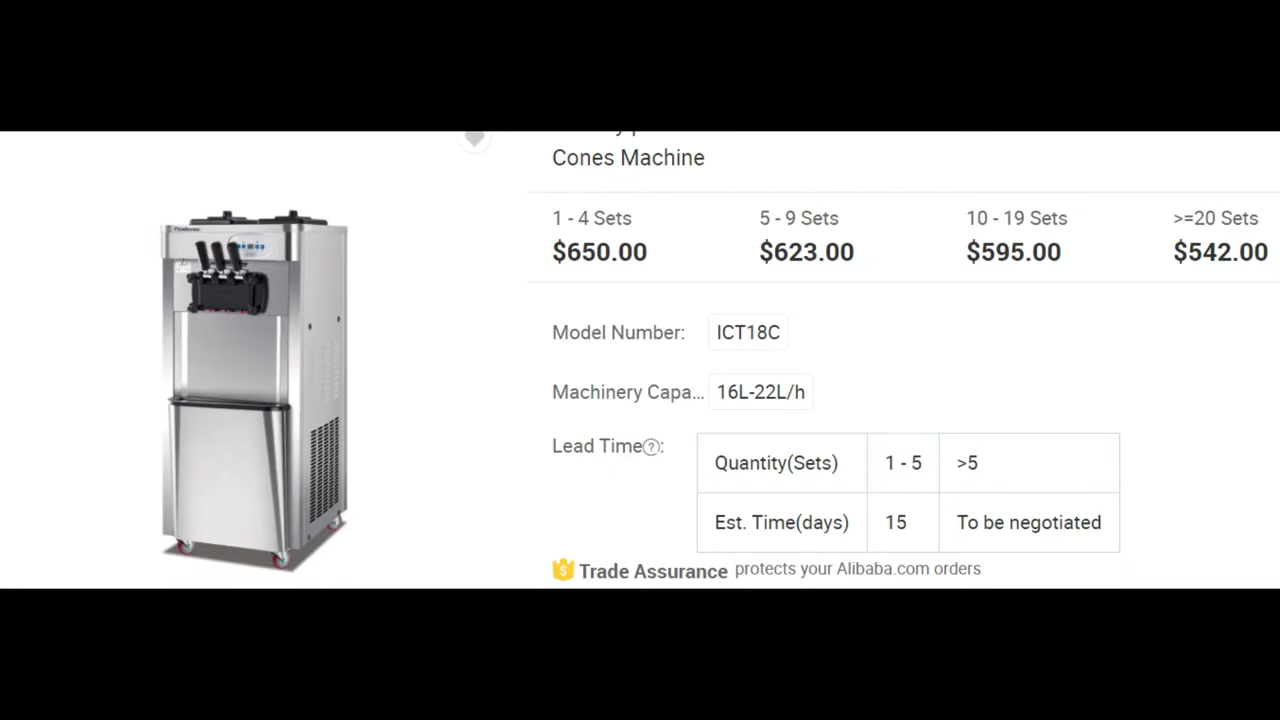 Cones Machine
1 - 4 Sets 5 - 9 Sets 10 - 19 Sets >=20 Sets
$650.00 $623.00 $595.00 $542.00
Model Number: ICT18C
Machinery Capa... 16L-22L/h
Lead Time?:
Quantity(Sets) 1 - 5 >5
Est. Time(days) 15 To be negotiated
Trade Assurance protects your Alibaba.com orders